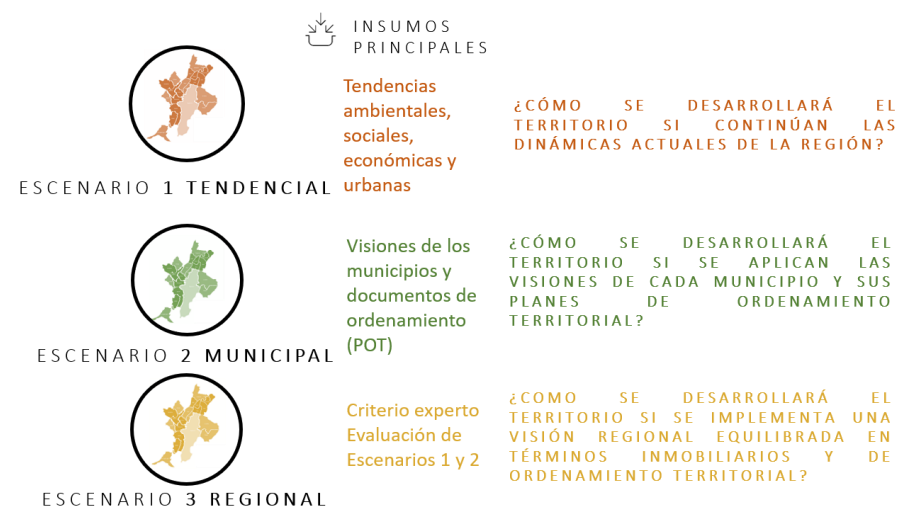 INSUMOS
PRINCIPALES
Tendencias
ambientales,
sociales,
económicas y
urbanas
¿CÓMO SE DESARROLLARÁ EL
TERRITORIO SI CONTINÚAN LAS
DINÁMICAS ACTUALES DE LA REGIÓN?
ESCENARIO 1 TENDENCIAL
Visiones de los
municipios y
documentos de
ordenamiento
(POT)
¿CÓMO SE DESARROLLARÁ EL
TERRITORIO SI SE APLICAN LAS
VISIONES DE CADA MUNICIPIO Y SUS
PLANES DE ORDENAMIENTO
TERRITORIAL?
ESCENARIO 2 MUNICIPAL
Criterio experto
Evaluación de
Escenarios 1 y 2
¿COMO SE DESARROLLARÁ EL
TERRITORIO SI SE IMPLEMENTA UNA
VISIÓN REGIONAL EQUILIBRADA EN
TÉRMINOS INMOBILIARIOS Y DE
ORDENAMIENTO TERRITORIAL?
ESCENARIO 3 REGIONAL